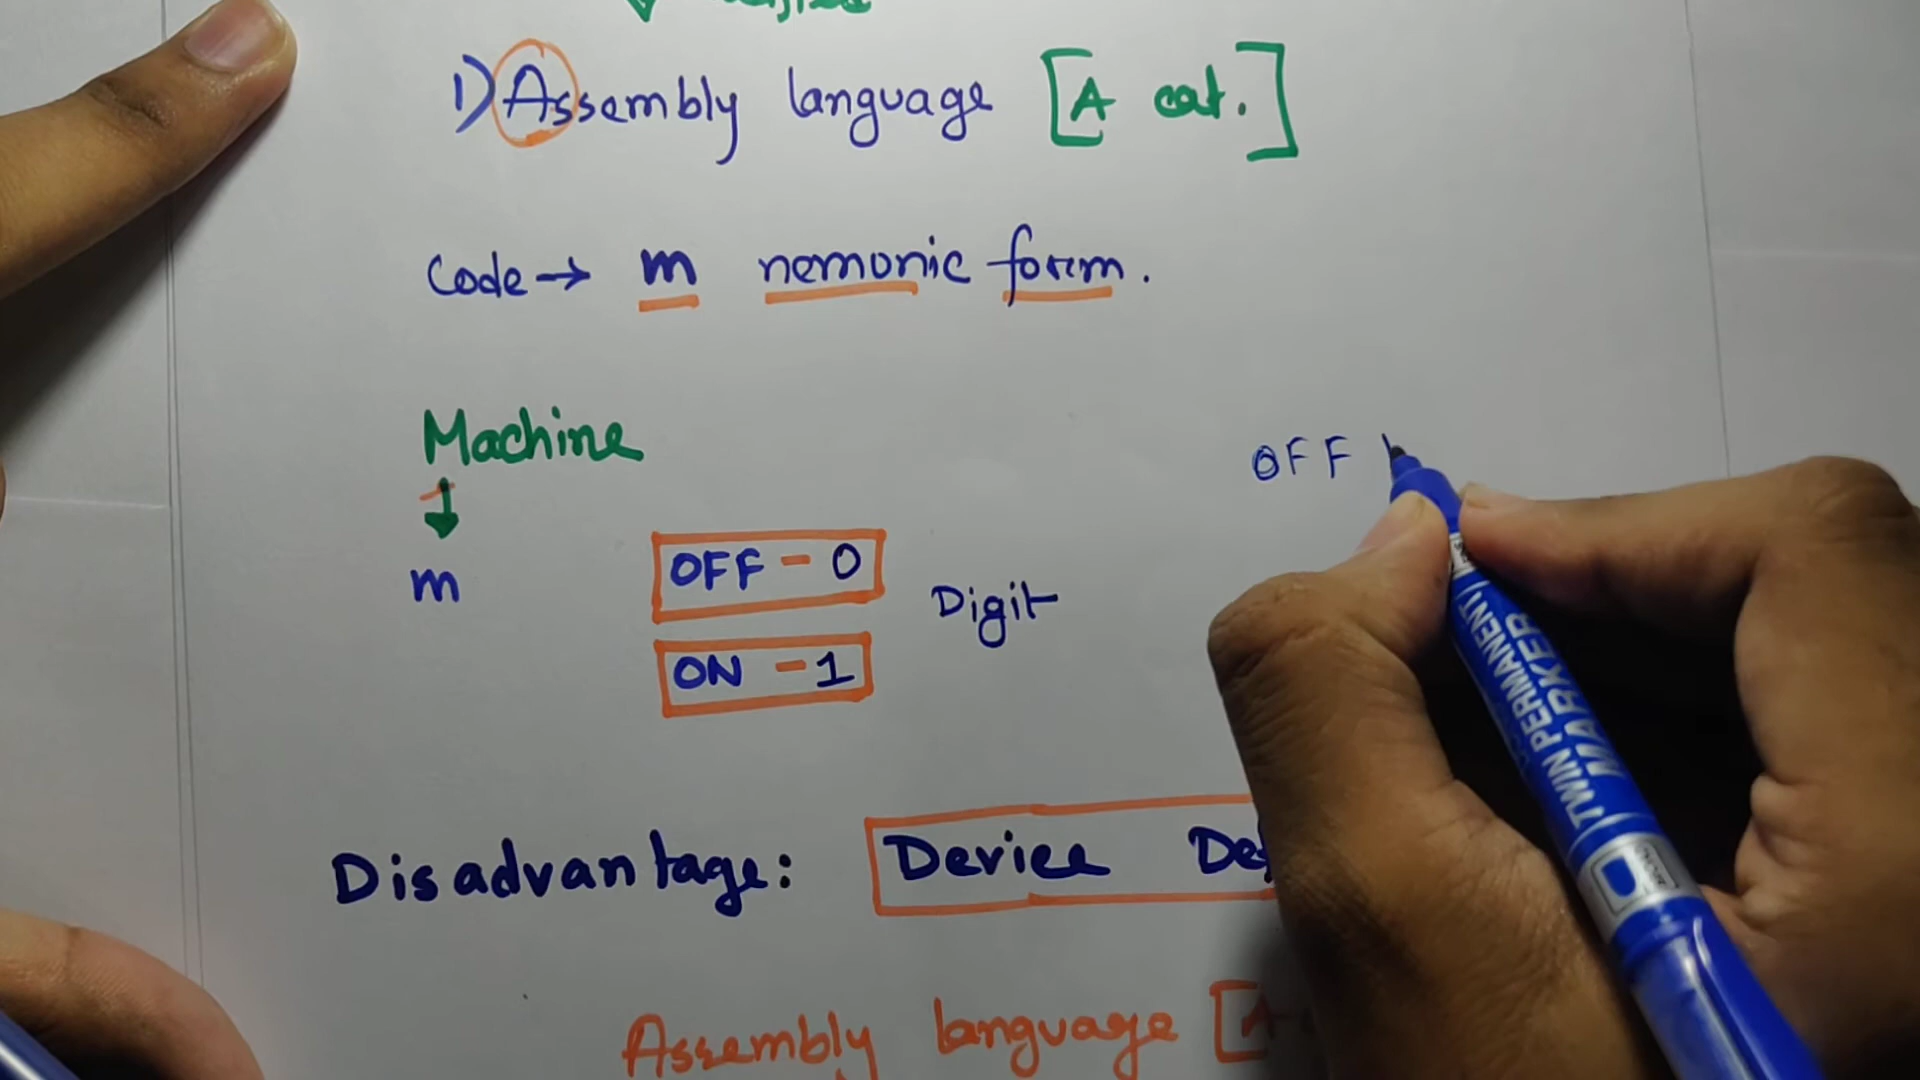 1) Assembly language [A cat.]
Code → m nemonic form.
Machine
↓
m
OFF - 0
ON - 1
Digit
OFF
TWIN PERMANENT
MARKER
Disadvantage: Device
Assembly language [A